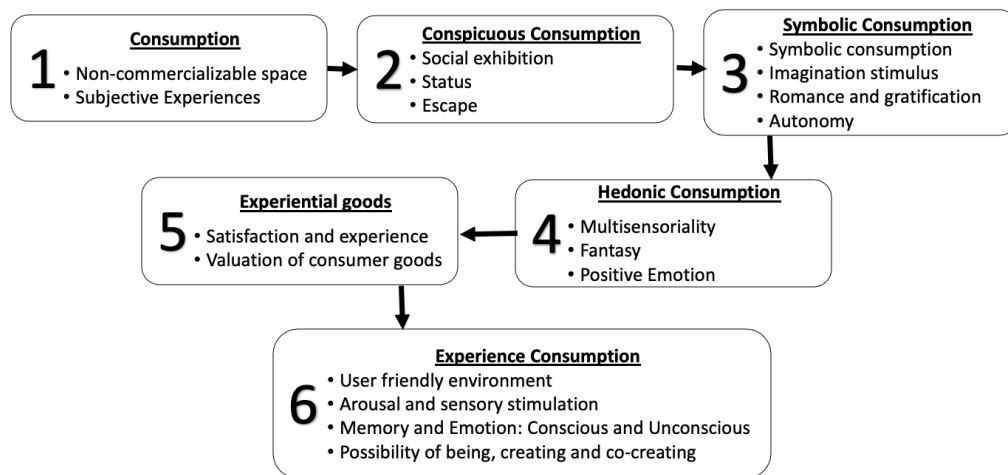 Consumption
1
• Non-commercializable space
• Subjective Experiences
Conspicuous Consumption
2
• Social exhibition
• Status
• Escape
Symbolic Consumption
3
• Symbolic consumption
• Imagination stimulus
• Romance and gratification
• Autonomy
Hedonic Consumption
4
• Multisensoriality
• Fantasy
• Positive Emotion
Experiential goods
5
• Satisfaction and experience
• Valuation of consumer goods
Experience Consumption
6
• User friendly environment
• Arousal and sensory stimulation
• Memory and Emotion: Conscious and Unconscious
• Possibility of being, creating and co-creating